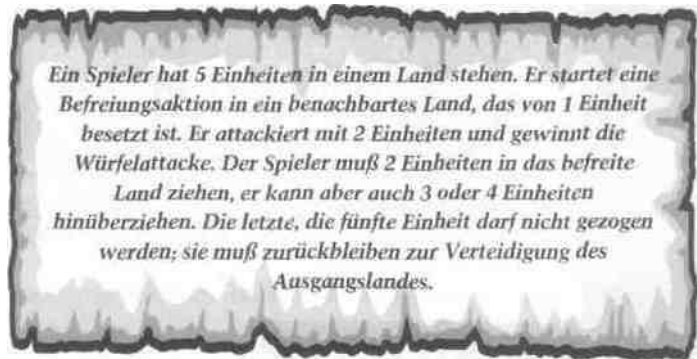 Ein Spieler hat 5 Einheiten in einem Land stehen. Er startet eine
Befreiungsaktion in ein benachbartes Land, das von 1 Einheit
besetzt ist. Er attackiert mit 2 Einheiten und gewinnt die
Würfelattacke. Der Spieler muß 2 Einheiten in das befreite
Land ziehen, er kann aber auch 3 oder 4 Einheiten
hinüberziehen. Die letzte, die fünfte Einheit darf nicht gezogen
werden; sie muß zurückbleiben zur Verteidigung des
Ausgangslandes.